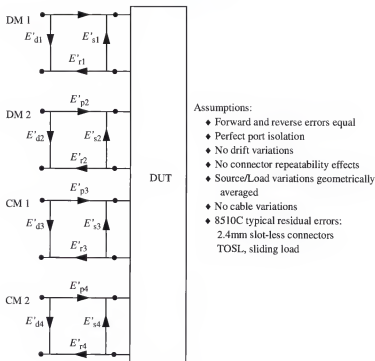 DM 1
E'd1
E's1
E'r1
DM 2
E'p2
E'd2
E's2
E'r2
CM 1
E'p3
E'd3
E's3
E'r3
CM 2
E'p4
E'd4
E's4
E'r4
DUT
Assumptions:
♦ Forward and reverse errors equal
♦ Perfect port isolation
♦ No drift variations
♦ No connector repeatability effects
♦ Source/Load variations geometrically
averaged
♦ No cable variations
♦ 8510C typical residual errors:
2.4mm slot-less connectors
TOSL, sliding load